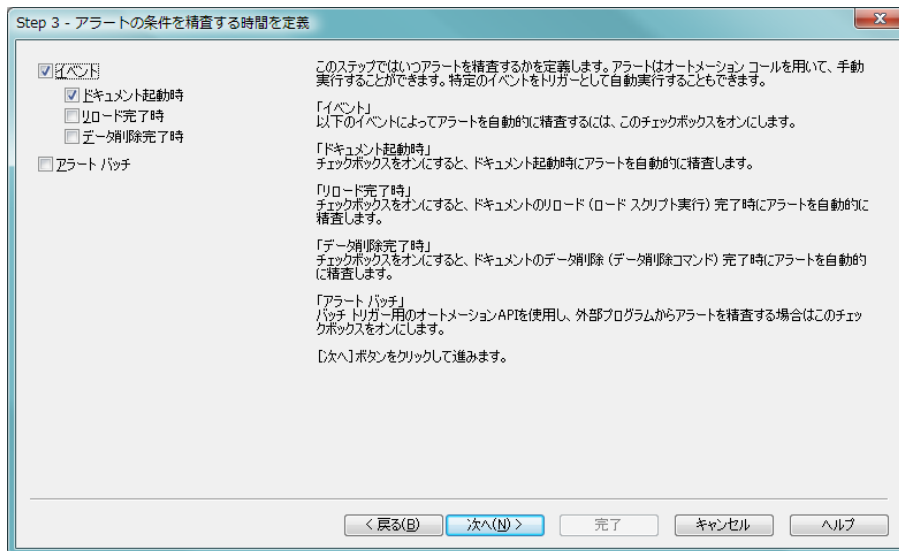 Step 3 - アラートの条件を精査する時間を定義
イベント
ドキュメント起動時
リロード完了時
データ削除完了時
アラート バッチ
このステップではいつアラートを精査するかを定義します。アラートはオートメーション コールを用いて、手動
実行することができます。特定のイベントをトリガーとして自動実行することもできます。
「イベント」
以下のイベントによってアラートを自動的に精査するには、このチェックボックスをオンにします。
「ドキュメント起動時」
チェックボックスをオンにすると、ドキュメント起動時にアラートを自動的に精査します。
「リロード完了時」
チェックボックスをオンにすると、ドキュメントのリロード (ロード スクリプト実行) 完了時にアラートを自動的に
精査します。
「データ削除完了時」
チェックボックスをオンにすると、ドキュメントのデータ削除 (データ削除コマンド) 完了時にアラートを自動的
に精査します。
「アラート バッチ」
バッチ トリガー用のオートメーションAPIを使用し、外部プログラムからアラートを精査する場合はこのチェッ
クボックスをオンにします。
[次へ]ボタンをクリックして進みます。
< 戻る(B)
次へ(N) >
完了
キャンセル
ヘルプ